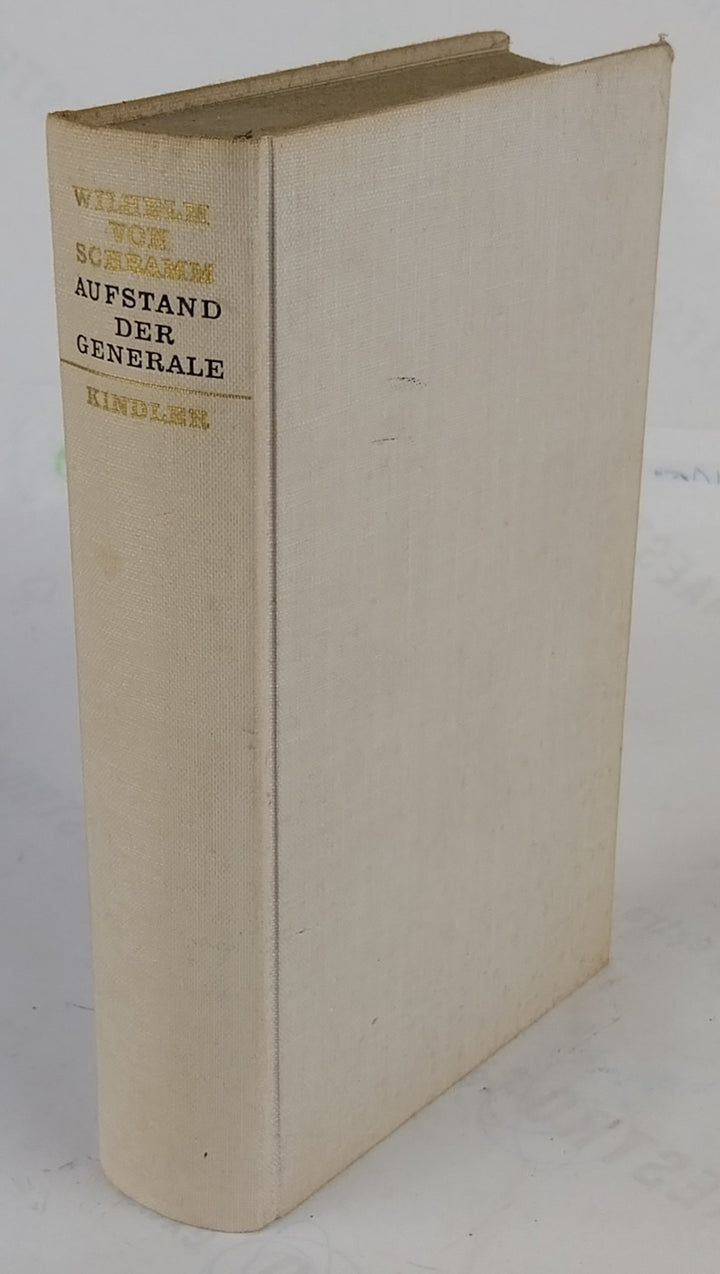 WILHELM
VON
SCHRAMM
AUFSTAND
DER
GENERALE
KINDLER